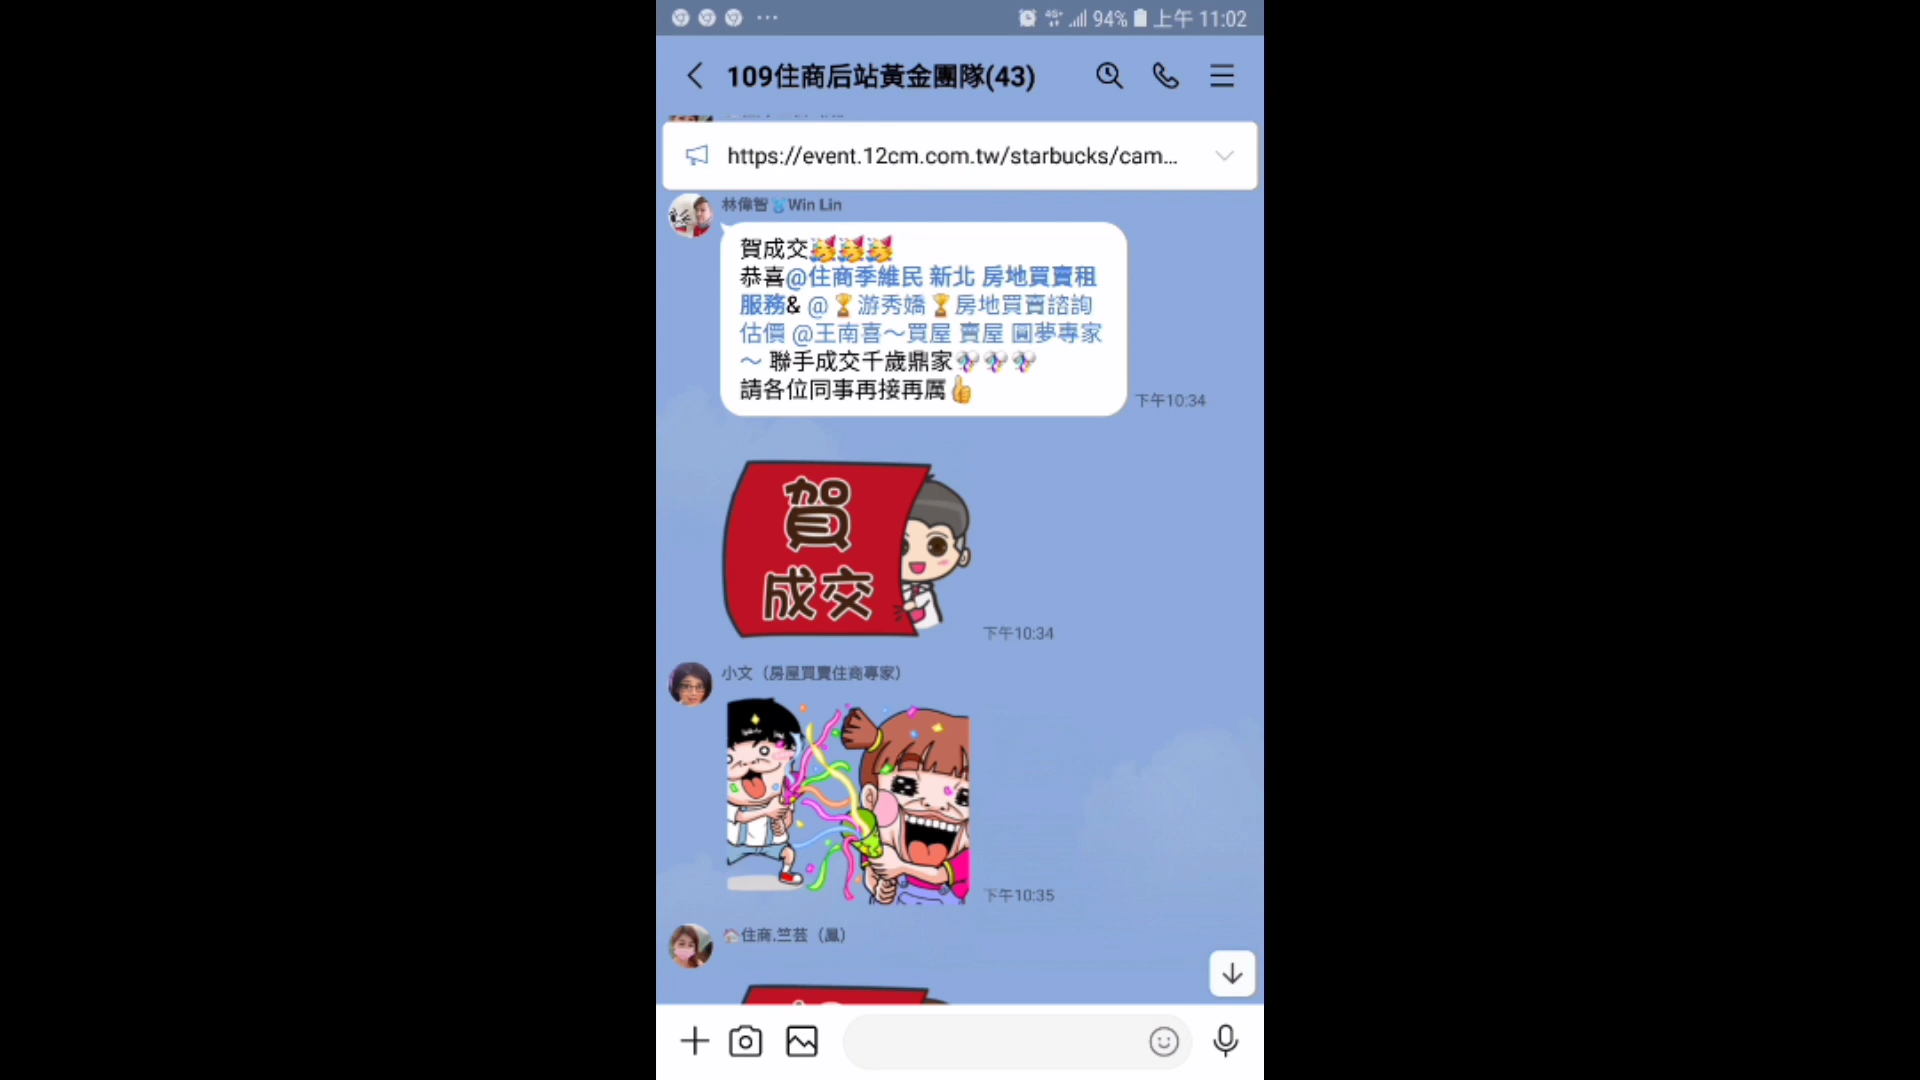 94% 上午 11:02
109住商后站黃金團隊(43)
https://event.12cm.com.tw/starbucks/cam...
林偉智 Win Lin
賀成交🥳🥳🥳
恭喜@住商季維民 新北 房地買賣租
服務& @🏆游秀嬌🏆房地買賣諮詢
估價 @王南喜～買屋 賣屋 圓夢專家
～ 聯手成交千歲鼎家🎉🎉🎉
請各位同事再接再厲👍
下午10:34
賀
成交
下午10:34
小文（房屋買賣住商專家）
下午10:35
🏠住商.竺芸（鳳）